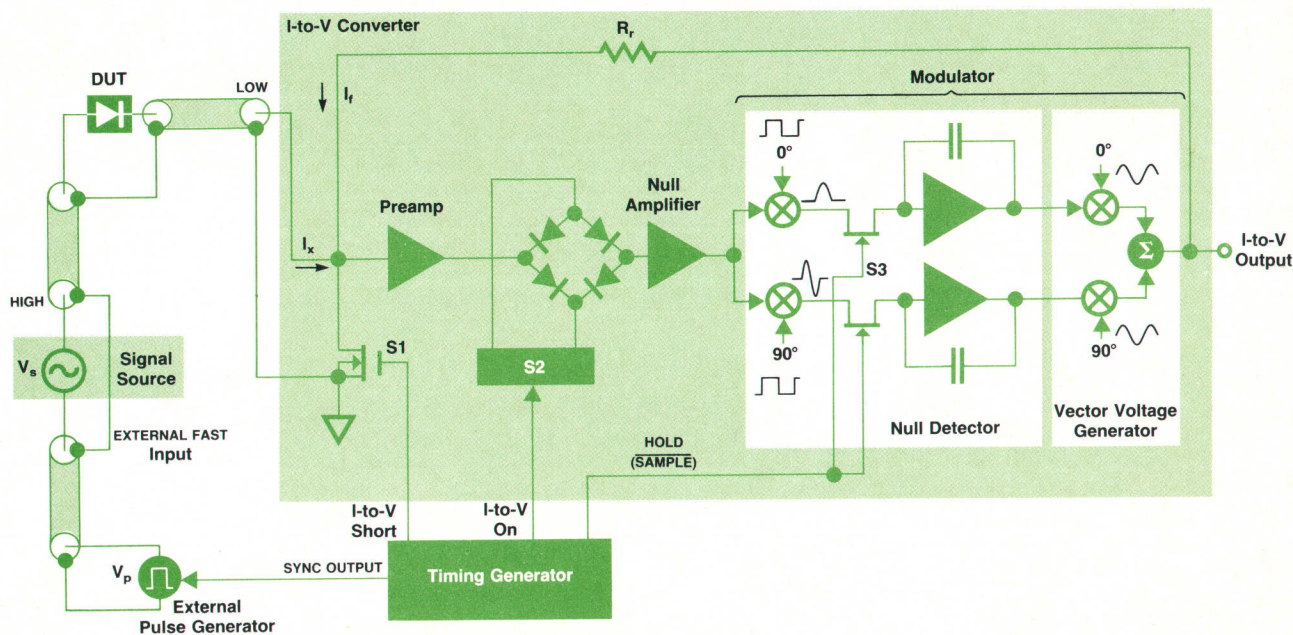 I-to-V Converter
Rr
Modulator
DUT
LOW
If
0°
0°
Preamp
Null
Amplifier
Ix
S3
Σ
I-to-V
Output
HIGH
S1
Vs
Signal
Source
S2
90°
90°
Null Detector
Vector Voltage
Generator
EXTERNAL FAST
Input
HOLD
(SAMPLE)
I-to-V
Short
I-to-V
On
Vp
SYNC OUTPUT
Timing Generator
External
Pulse Generator